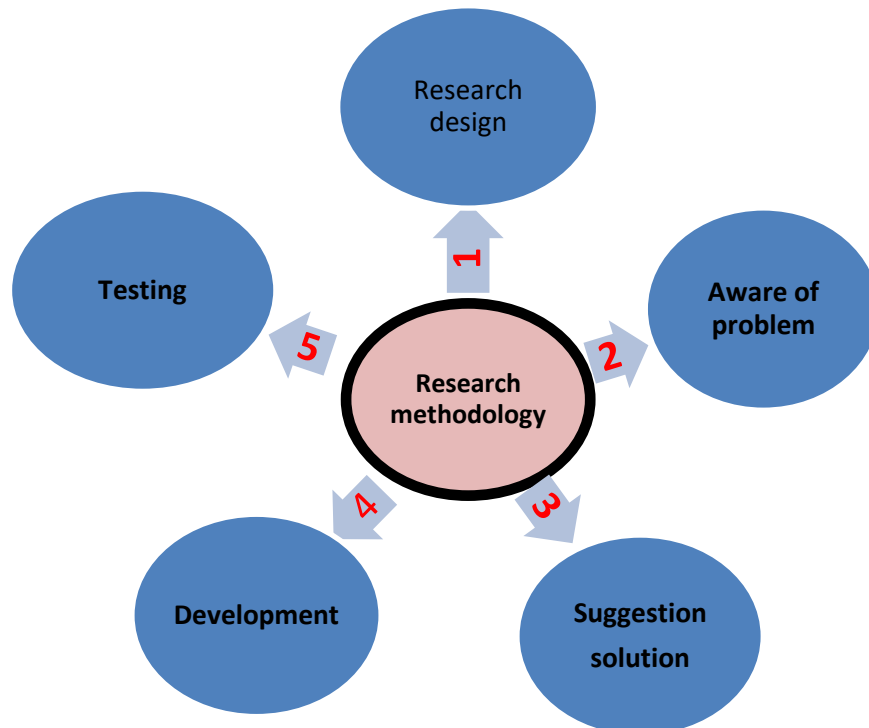 Research
design
1
Aware of
problem
2
Suggestion
solution
3
Development
4
Testing
5
Research
methodology